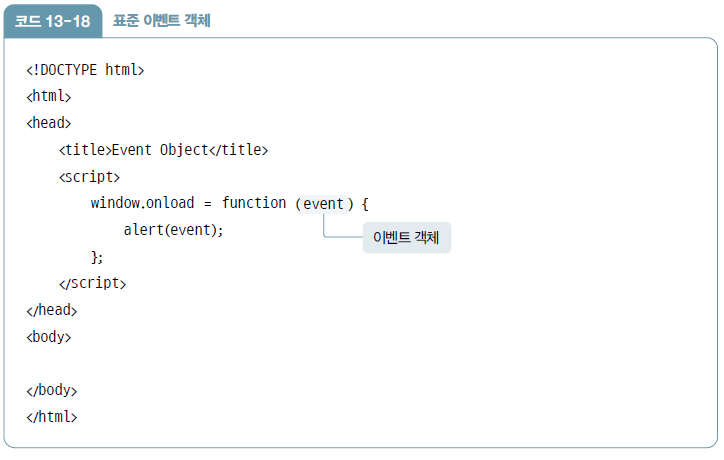 코드 13-18 표준 이벤트 객체
<!DOCTYPE html>
<html>
<head>
    <title>Event Object</title>
    <script>
        window.onload = function (event) {
            alert(event);
이벤트 객체
        };
    </script>
</head>
<body>
</body>
</html>